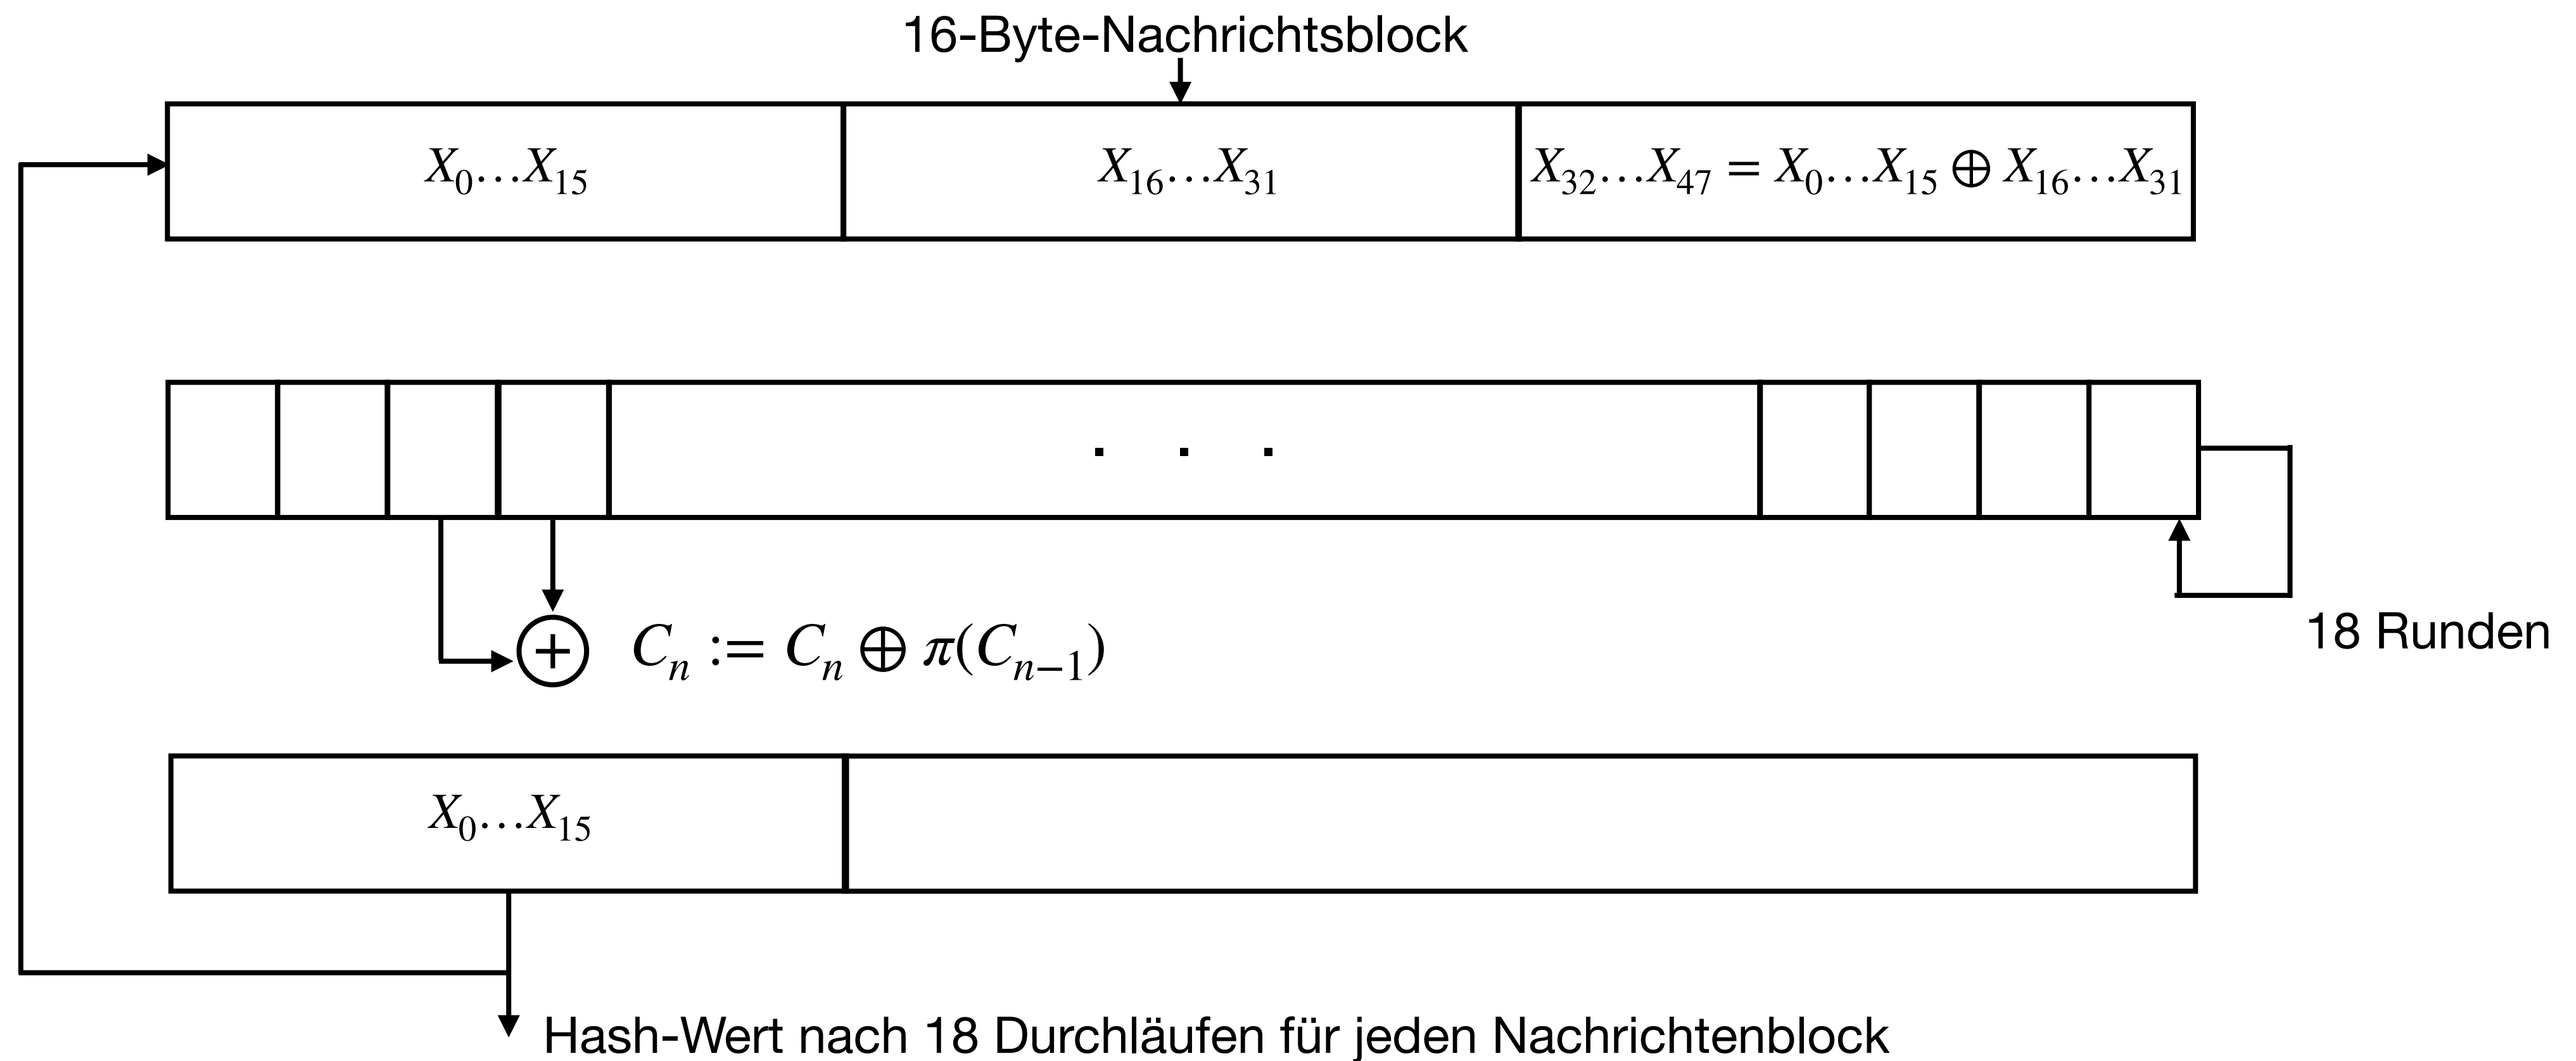 16-Byte-Nachrichtsblock
X₀…X₁₅ X₁₆…X₃₁ X₃₂…X₄₇ = X₀…X₁₅ ⊕ X₁₆…X₃₁
. . .
Cₙ := Cₙ ⊕ π(Cₙ₋₁)
18 Runden
X₀…X₁₅
Hash-Wert nach 18 Durchläufen für jeden Nachrichtenblock